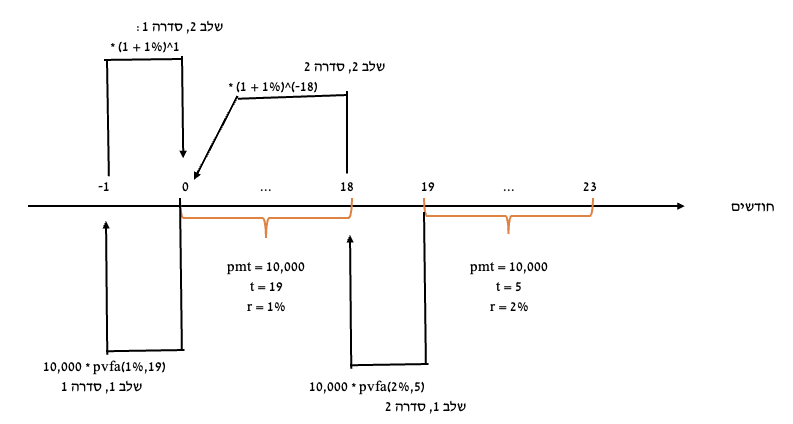 שלב 2, סדרה 1:
* (1 + 1%)^1
שלב 2, סדרה 2
* (1 + 1%)^(-18)
-1
0
...
18
19
...
23
חודשים
pmt = 10,000
t = 19
r = 1%
pmt = 10,000
t = 5
r = 2%
10,000 * pvfa(1%,19)
שלב 1, סדרה 1
10,000 * pvfa(2%,5)
שלב 1, סדרה 2